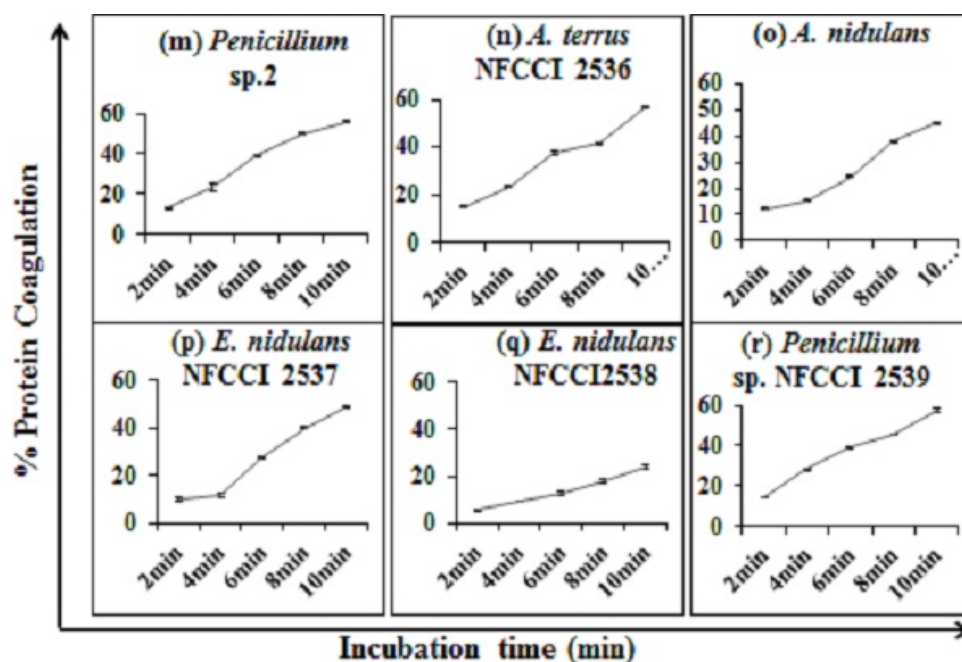 % Protein Coagulation
(m) Penicillium
sp.2
60
40
20
0
2min
4min
6min
8min
10min
(n) A. terrus
NFCCI 2536
60
40
20
0
2min
4min
6min
8min
10...
(o) A. nidulans
60
50
40
30
20
10
0
2min
4min
6min
8min
10...
(p) E. nidulans
NFCCI 2537
60
40
20
0
2min
4min
6min
8min
10min
(q) E. nidulans
NFCCI2538
60
40
20
0
2min
4min
6min
8min
10min
(r) Penicillium
sp. NFCCI 2539
60
40
20
0
2min
4min
6min
8min
10min
Incubation time (min)